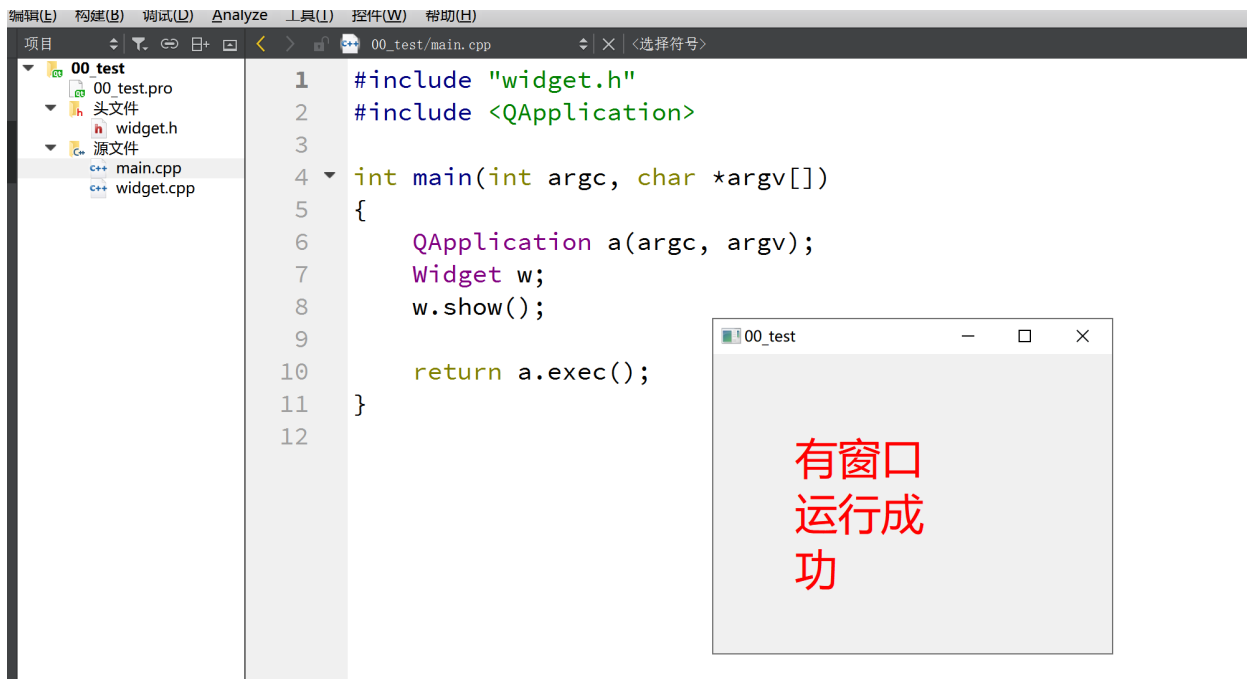 编辑(E) 构建(B) 调试(D) Analyze 工具(T) 控件(W) 帮助(H)
项目
00_test/main.cpp
<选择符号>
00_test
00_test.pro
头文件
widget.h
源文件
main.cpp
widget.cpp
1 #include "widget.h"
2 #include <QApplication>
3
4 int main(int argc, char *argv[])
5 {
6 QApplication a(argc, argv);
7 Widget w;
8 w.show();
9
10 return a.exec();
11 }
12
00_test
有窗口
运行成
功